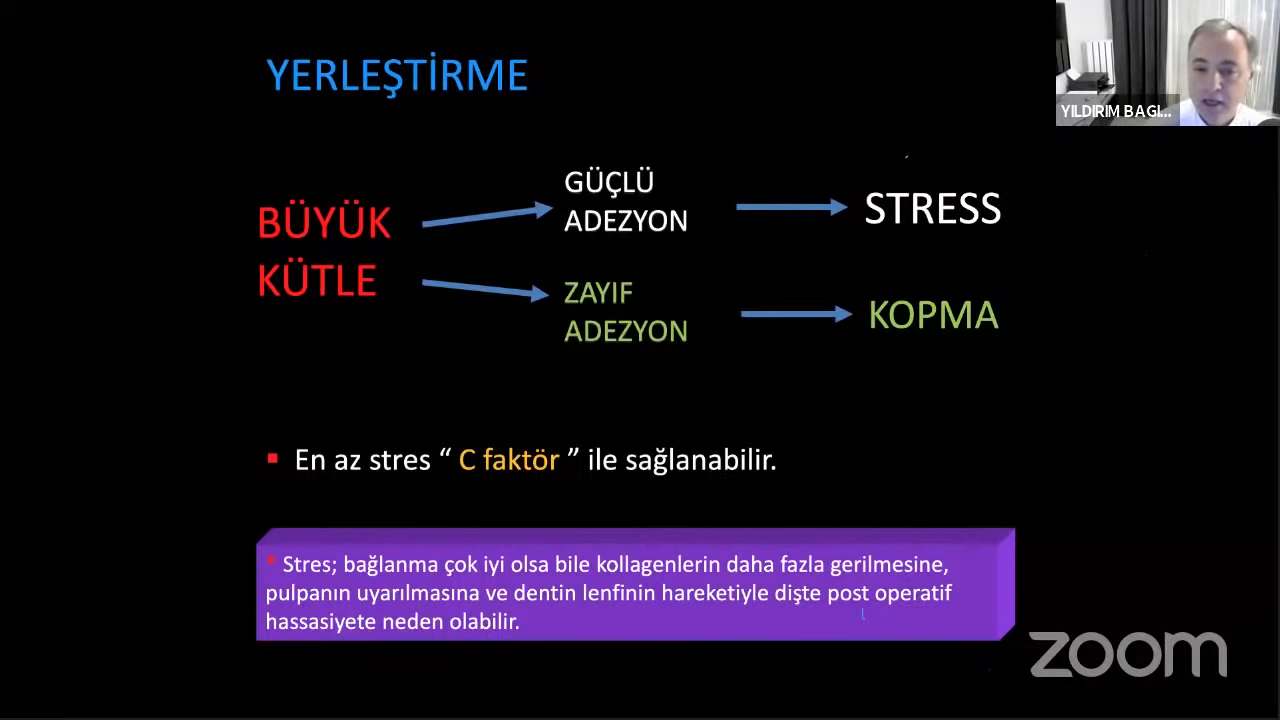 YERLEŞTİRME
YILDIRIM BAGI...
BÜYÜK
KÜTLE
GÜÇLÜ
ADEZYON
STRESS
ZAYIF
ADEZYON
KOPMA
▪ En az stres “ C faktör ” ile sağlanabilir.
* Stres; bağlanma çok iyi olsa bile kollagenlerin daha fazla gerilmesine,
pulpanın uyarılmasına ve dentin lenfinin hareketiyle dişte post operatif
hassasiyete neden olabilir.
zoom